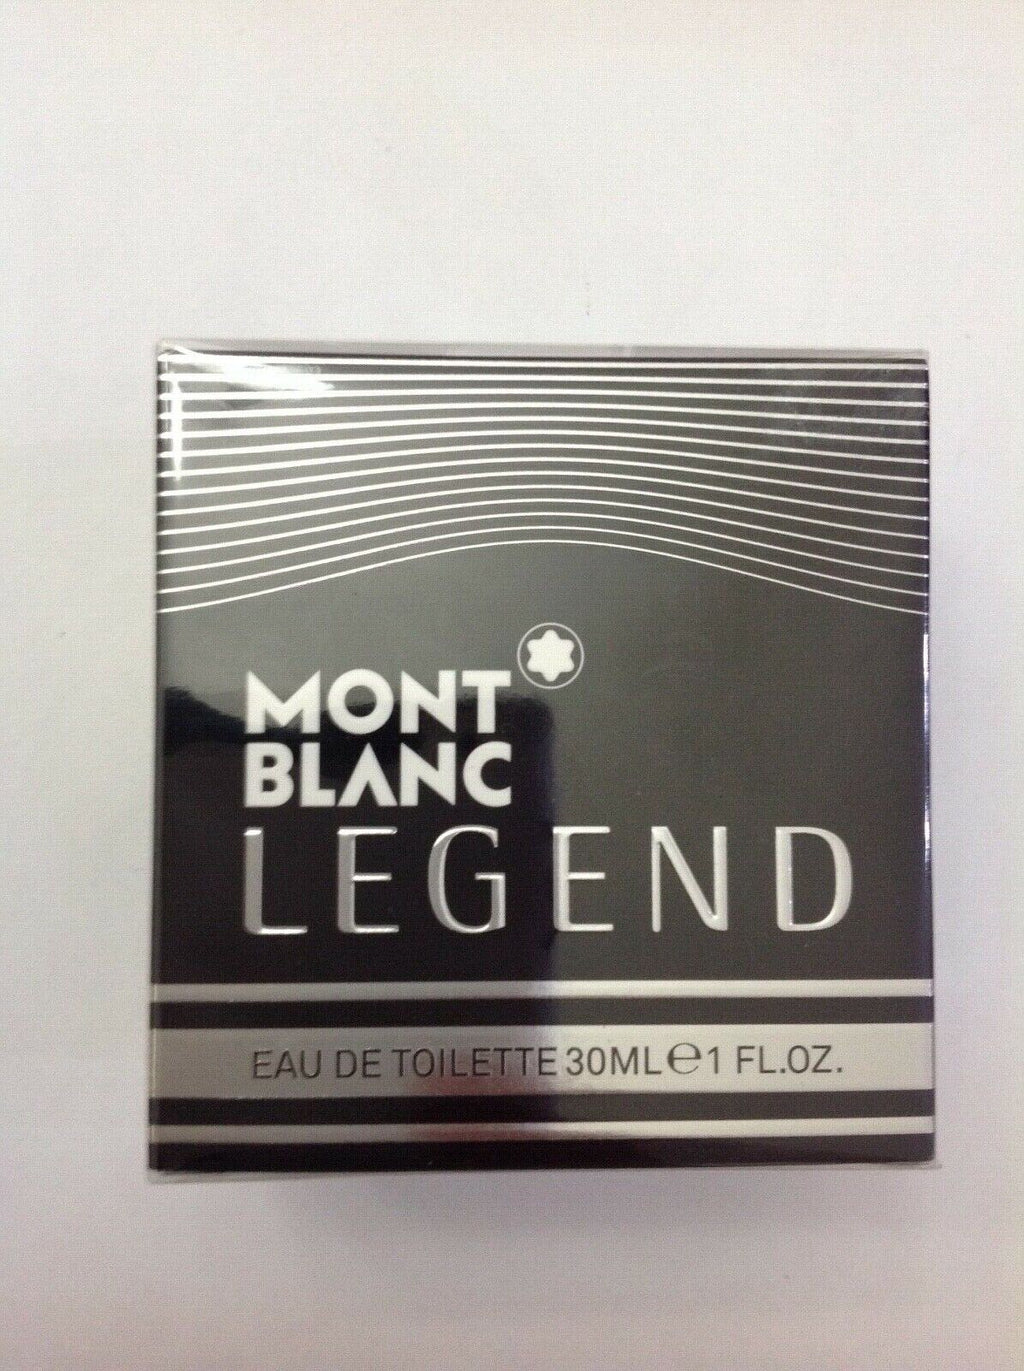 MONT
BLANC
LEGEND
EAU DE TOILETTE 30ML℮1 FL.OZ.